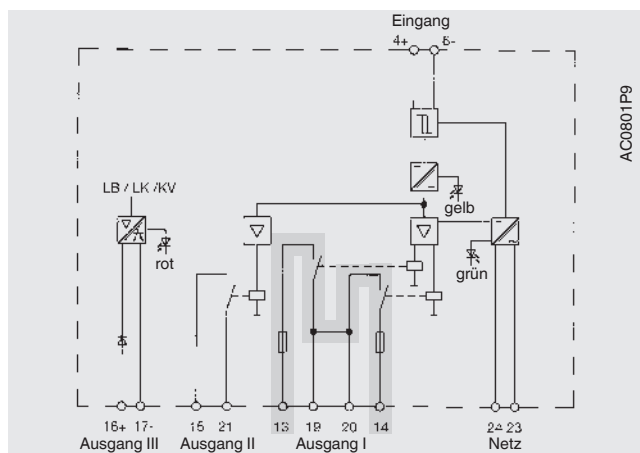 Eingang
4+ 5-
AC0801P9
LB / LK /KV
gelb
rot
grün
16+ 17- 15 21 13 19 20 14 24 23
Ausgang III Ausgang II Ausgang I Netz